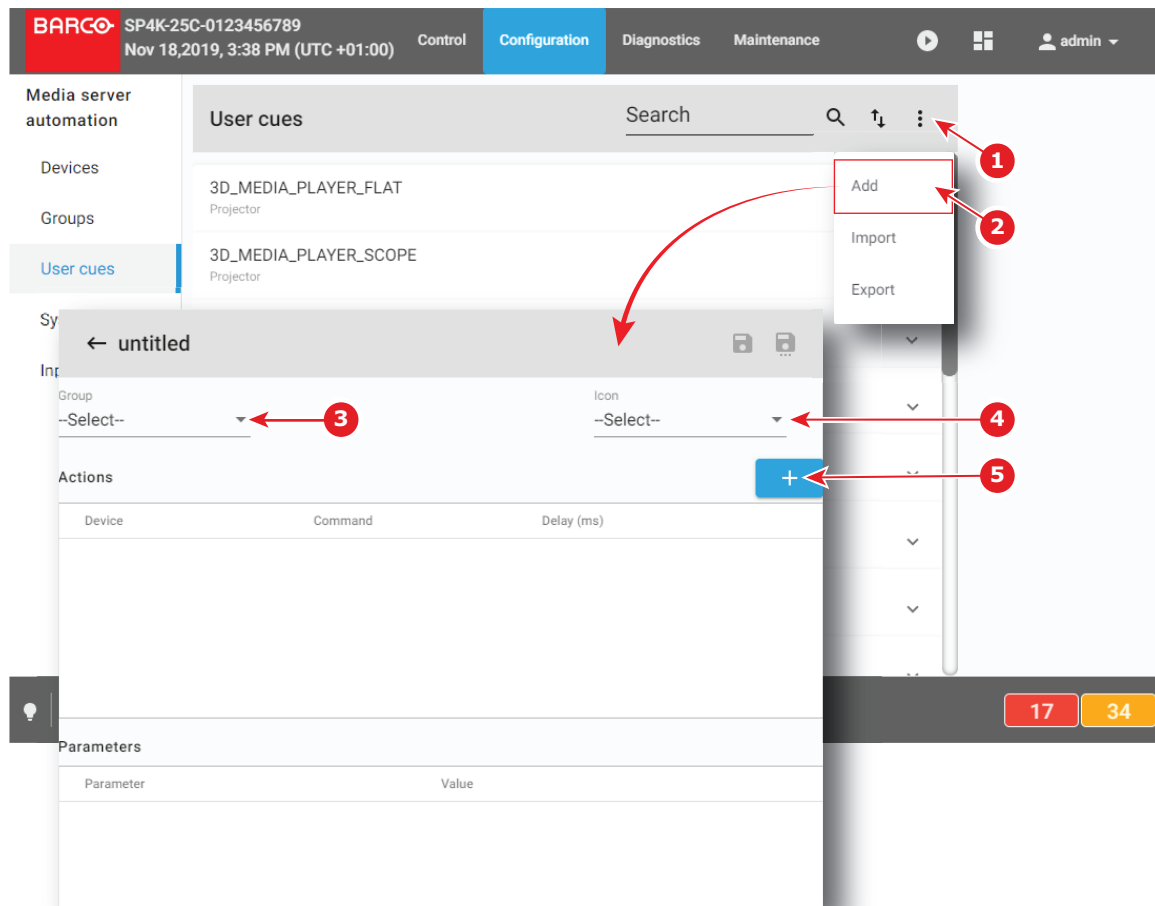 BARCO SP4K-25C-0123456789
Nov 18,2019, 3:38 PM (UTC +01:00)
Control Configuration Diagnostics Maintenance admin
Media server
automation
Devices
Groups
User cues
Sy
Inp
User cues Search
1
3D_MEDIA_PLAYER_FLAT
Projector
3D_MEDIA_PLAYER_SCOPE
Projector
Add
2
Import
Export
untitled
Group
--Select--
3
Icon
--Select--
4
Actions + 5
Device Command Delay (ms)
17 34
Parameters
Parameter Value